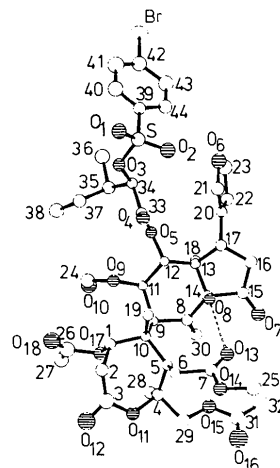 Br
41 42
40 39 43
44
O1 S
O2 O6
36 O3 23
35 34 21 22
38 37 33 20
O4
O5 18 17
24 O9 12 13 16
O10 11 14 15
19 8 O8
26 O17 1 9 30 O7
O18 10
27 2 5 6 O13
28 7 O14 25
3 4 32
O12 O11 29 O15 31
O16